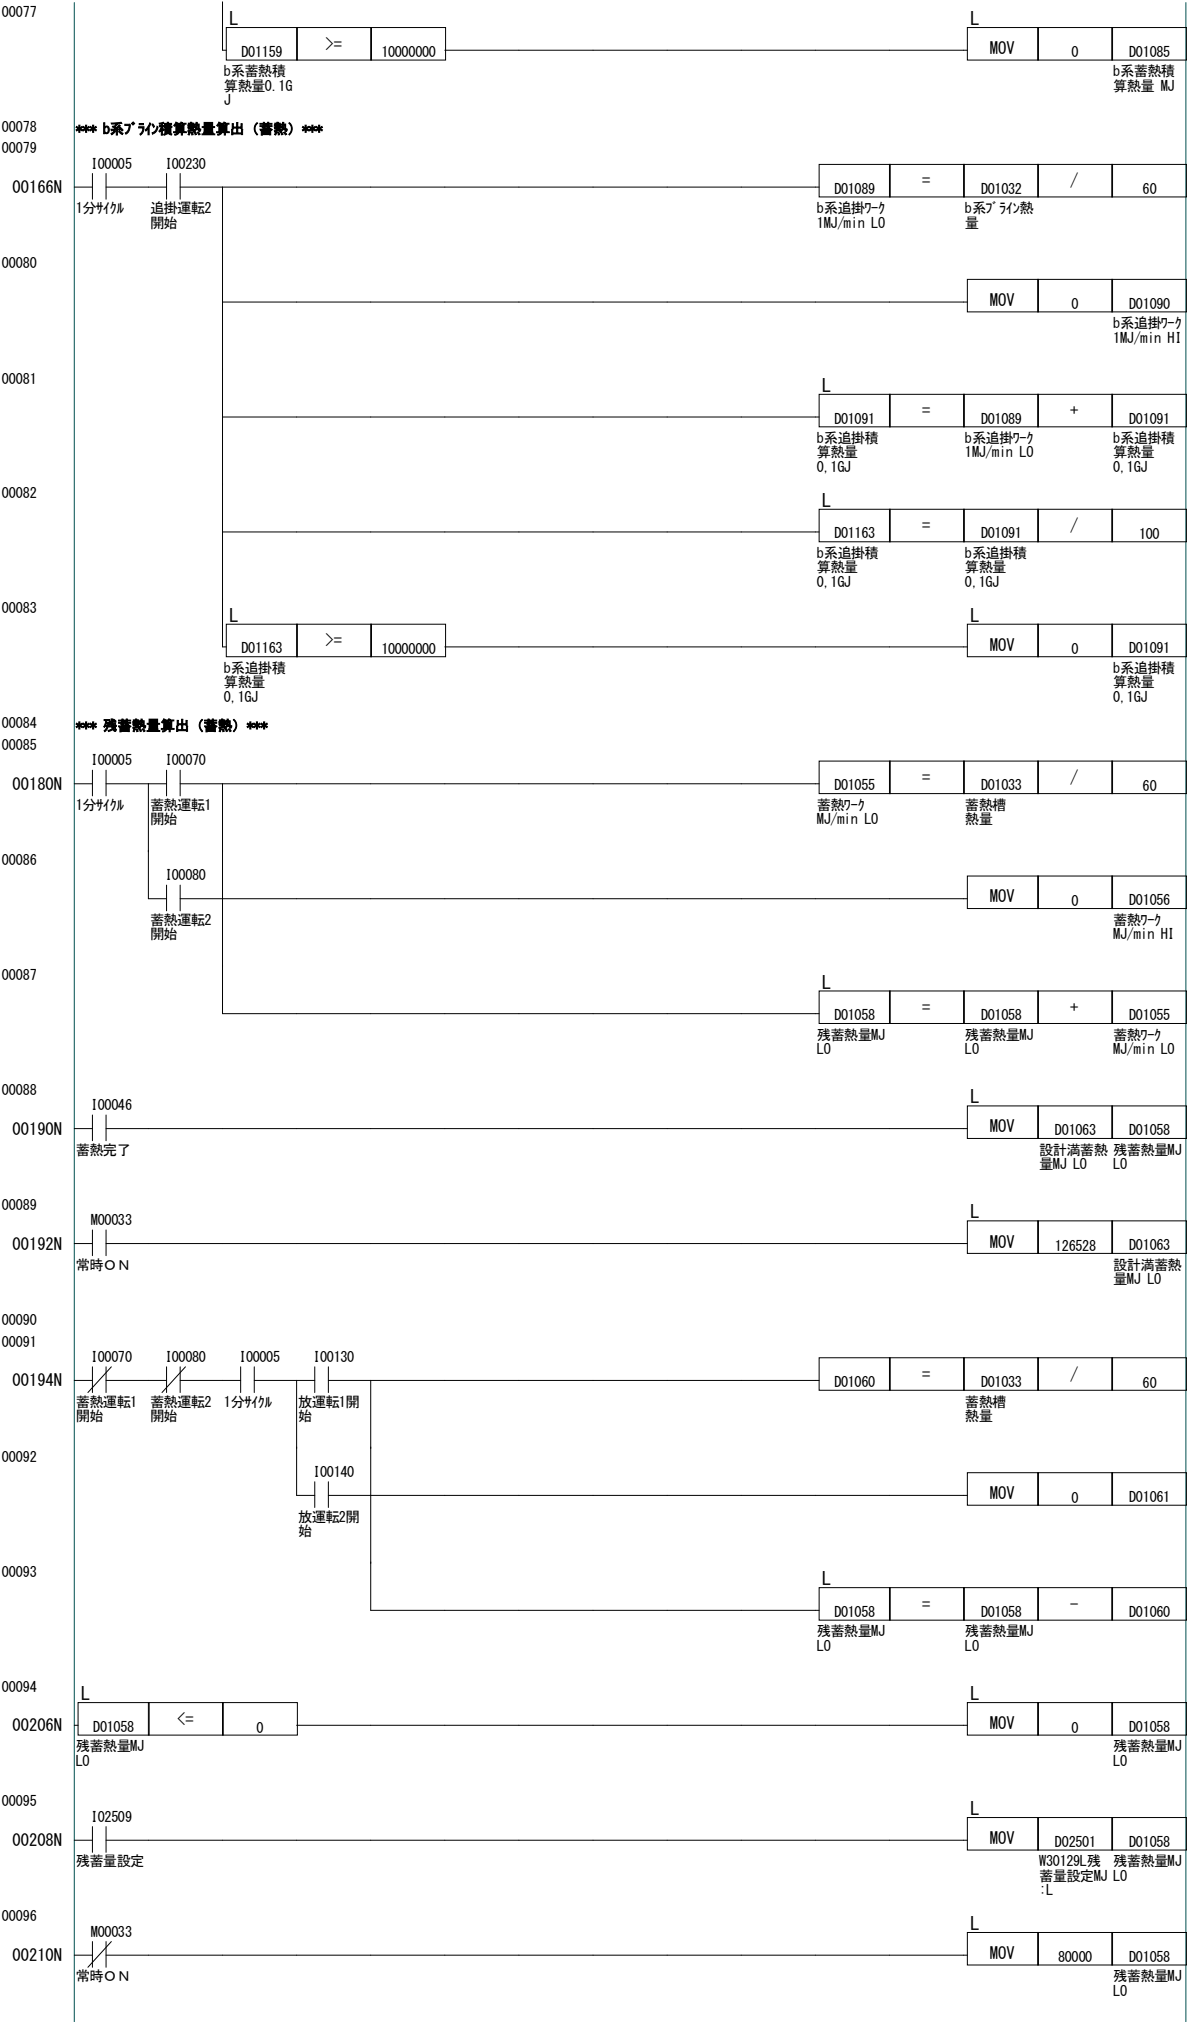 00077
L L
D01159 >= 10000000 MOV 0 D01085
b系蓄熱積 b系蓄熱積
算熱量0.1G 算熱量 MJ
J
00078 *** b系ﾌﾞﾗｲﾝ積算熱量算出（蓄熱）***
00079
I00005 I00230
00166N D01089 = D01032 / 60
1分ｻｲｸﾙ 追掛運転2 b系追掛ﾜｰｸ b系ﾌﾞﾗｲﾝ熱
開始 1MJ/min LO 量
00080
MOV 0 D01090
b系追掛ﾜｰｸ
1MJ/min HI
00081
L
D01091 = D01089 + D01091
b系追掛積 b系追掛ﾜｰｸ b系追掛積
算熱量 1MJ/min LO 算熱量
0,1GJ 0,1GJ
00082
L
D01163 = D01091 / 100
b系追掛積 b系追掛積
算熱量 算熱量
0,1GJ 0,1GJ
00083
L L
D01163 >= 10000000 MOV 0 D01091
b系追掛積 b系追掛積
算熱量 算熱量
0,1GJ 0,1GJ
00084 *** 残蓄熱量算出（蓄熱）***
00085
I00005 I00070
00180N D01055 = D01033 / 60
1分ｻｲｸﾙ 蓄熱運転1 蓄熱ﾜｰｸ 蓄熱槽
開始 MJ/min LO 熱量
00086
I00080
MOV 0 D01056
蓄熱運転2 蓄熱ﾜｰｸ
開始 MJ/min HI
00087
L
D01058 = D01058 + D01055
残蓄熱量MJ 残蓄熱量MJ 蓄熱ﾜｰｸ
LO LO MJ/min LO
00088
I00046 L
00190N MOV D01063 D01058
蓄熱完了 設計満蓄熱 残蓄熱量MJ
量MJ LO LO
00089
M00033 L
00192N MOV 126528 D01063
常時ＯＮ 設計満蓄熱
量MJ LO
00090
00091
I00070 I00080 I00005 I00130
00194N D01060 = D01033 / 60
蓄熱運転1 蓄熱運転2 1分ｻｲｸﾙ 放運転1開 蓄熱槽
開始 開始 始 熱量
00092
I00140
MOV 0 D01061
放運転2開
始
00093
L
D01058 = D01058 - D01060
残蓄熱量MJ 残蓄熱量MJ
LO LO
00094
L L
00206N D01058 <= 0 MOV 0 D01058
残蓄熱量MJ 残蓄熱量MJ
LO LO
00095
I02509 L
00208N MOV D02501 D01058
残蓄量設定 W30129L残 残蓄熱量MJ
蓄量設定MJ LO
:L
00096
M00033 L
00210N MOV 80000 D01058
常時ＯＮ 残蓄熱量MJ
LO